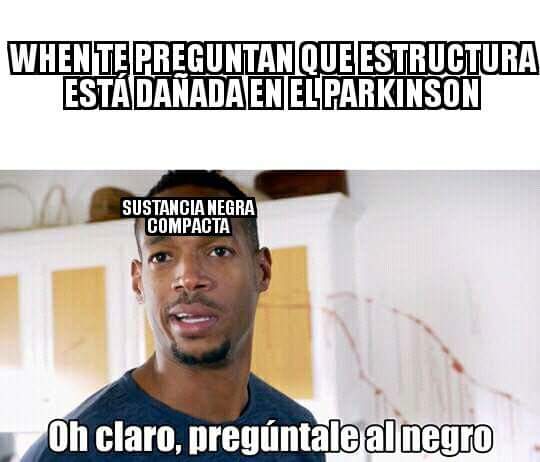 WHEN TE PREGUNTAN QUE ESTRUCTURA
ESTÁ DAÑADA EN EL PARKINSON
SUSTANCIA NEGRA
COMPACTA
Oh claro, pregúntale al negro